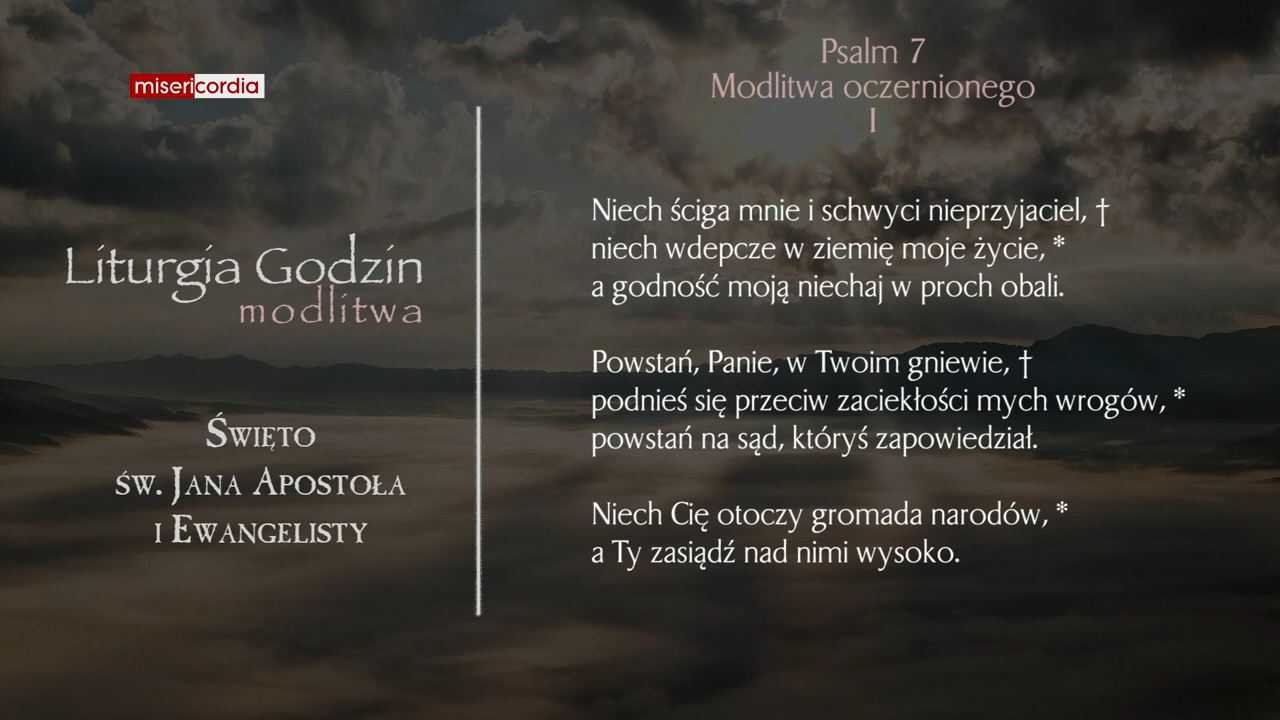 misericordia
Liturgia Godzin
modlitwa
Święto
św. Jana Apostoła
i Ewangelisty
Psalm 7
Modlitwa oczernionego
I
Niech ściga mnie i schwyci nieprzyjaciel, †
niech wdepcze w ziemię moje życie, *
a godność moją niechaj w proch obali.
Powstań, Panie, w Twoim gniewie, †
podnieś się przeciw zaciekłości mych wrogów, *
powstań na sąd, któryś zapowiedział.
Niech Cię otoczy gromada narodów, *
a Ty zasiądź nad nimi wysoko.